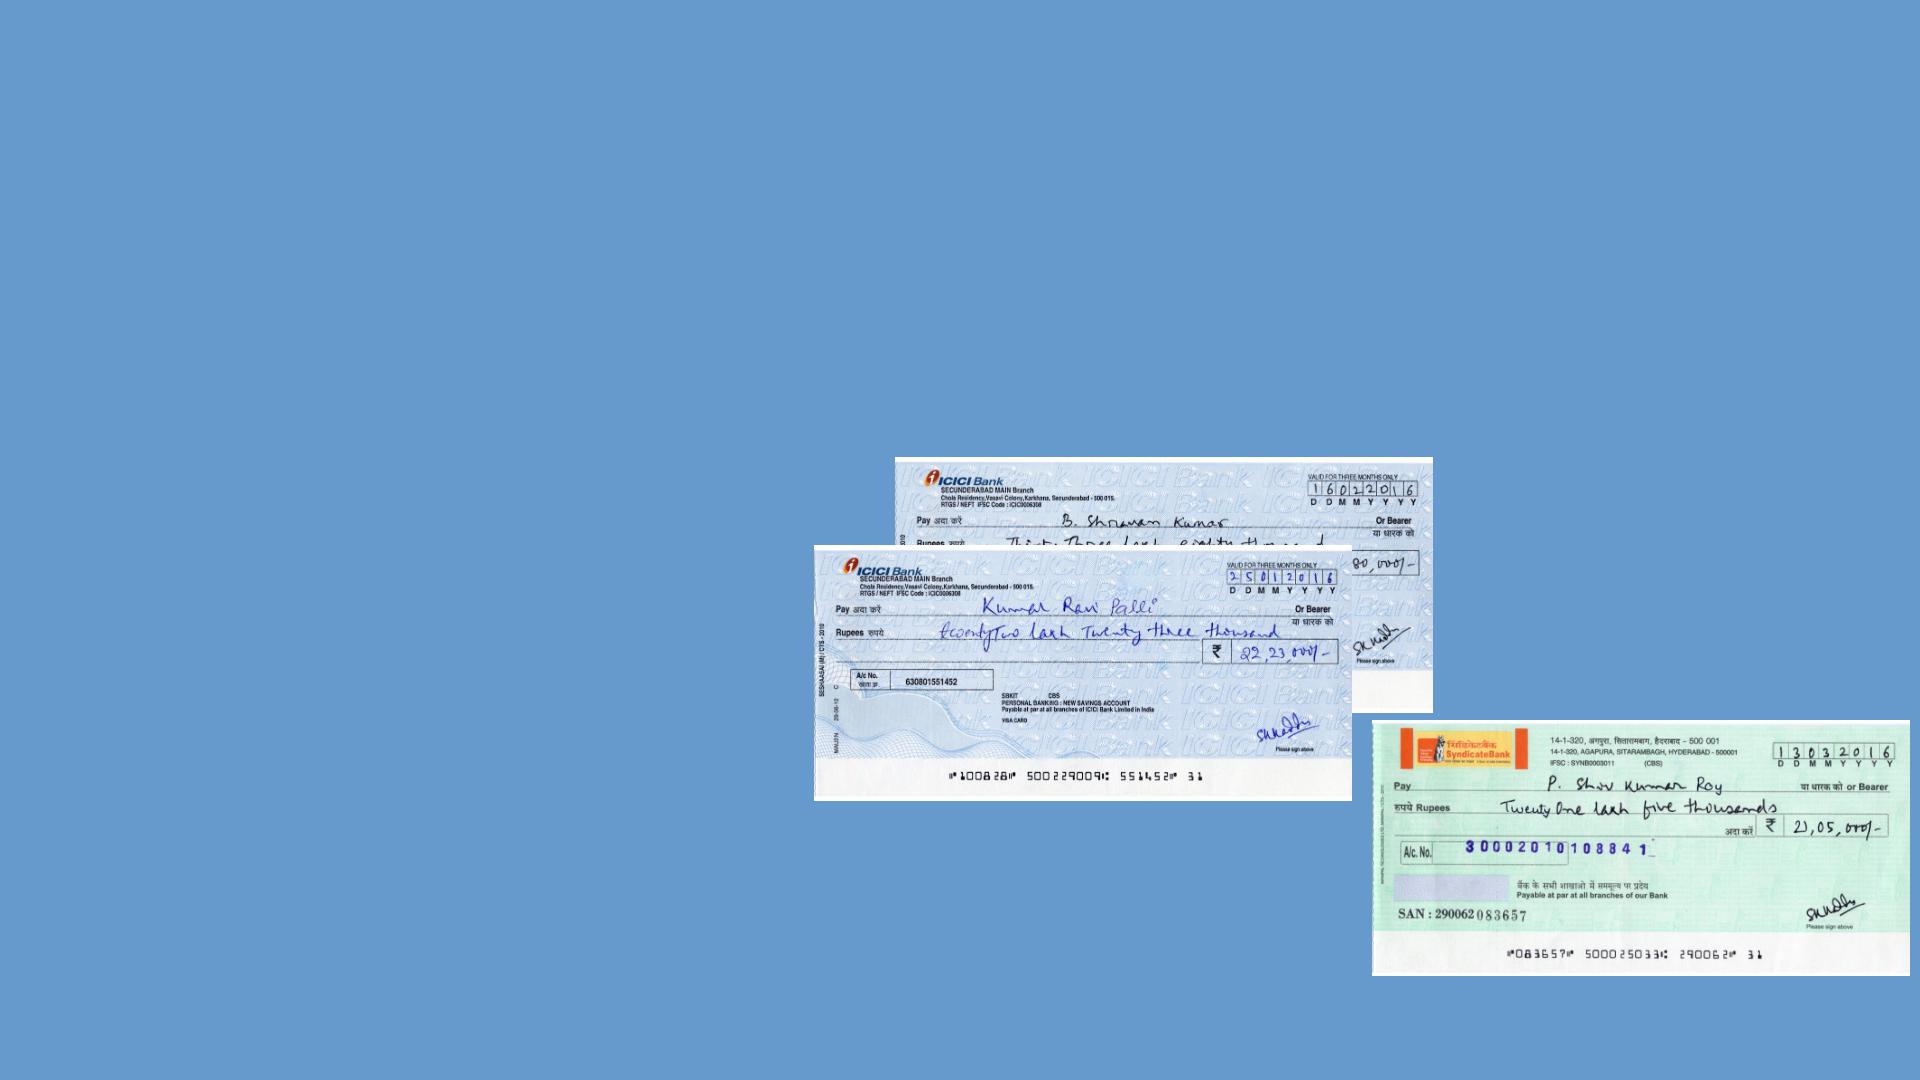 ICICI Bank
SECUNDERABAD MAIN Branch
Chola Residency, Vasavi Colony, Karkhana, Secunderabad - 500 015.
RTGS / NEFT IFSC Code : ICIC0006308
VALID FOR THREE MONTHS ONLY
1 6 0 2 2 0 1 6
D D M M Y Y Y Y
Pay अदा करें B. Shravan Kumar Or Bearer
या धारक को
Rupees रुपये Thirty Three lakh eighty thousand
80,000/-
Please sign above
ICICI Bank
SECUNDERABAD MAIN Branch
Chola Residency, Vasavi Colony, Karkhana, Secunderabad - 500 015.
RTGS / NEFT IFSC Code : ICIC0006308
VALID FOR THREE MONTHS ONLY
2 5 0 1 2 0 1 6
D D M M Y Y Y Y
Pay अदा करें Kumar Ravi Palli Or Bearer
या धारक को
Rupees रुपये twenty Two lakh Twenty three thousand
₹ 22,23,000/-
A/c No.
खाता क्र. 630801551452
SBKIT CBS
PERSONAL BANKING : NEW SAVINGS ACCOUNT
Payable at par at all branches of ICICI Bank Limited in India
VISA CARD
Please sign above
SESHAASAI (M) / CTS - 2010
⑈100828⑈ 500229009⑆ 551452⑈ 31
सिंडिकेटबैंक
SyndicateBank
14-1-320, अगपुरा, सितारामबाग, हैदराबाद – 500 001
14-1-320, AGAPURA, SITARAMBAGH, HYDERABAD - 500001
IFSC : SYNB0003011 (CBS)
1 3 0 3 2 0 1 6
D D M M Y Y Y Y
Pay P. Shiv Kumar Roy या धारक को or Bearer
रुपये Rupees Twenty One lakh five thousands
अदा करें ₹ 21,05,000/-
A/c. No. 30002010108841
बैंक के सभी शाखाओं में सममूल्य पर प्रदेय
Payable at par at all branches of our Bank
SAN : 290062 083657
Please sign above
⑈083657⑈ 500025033⑆ 290062⑈ 31